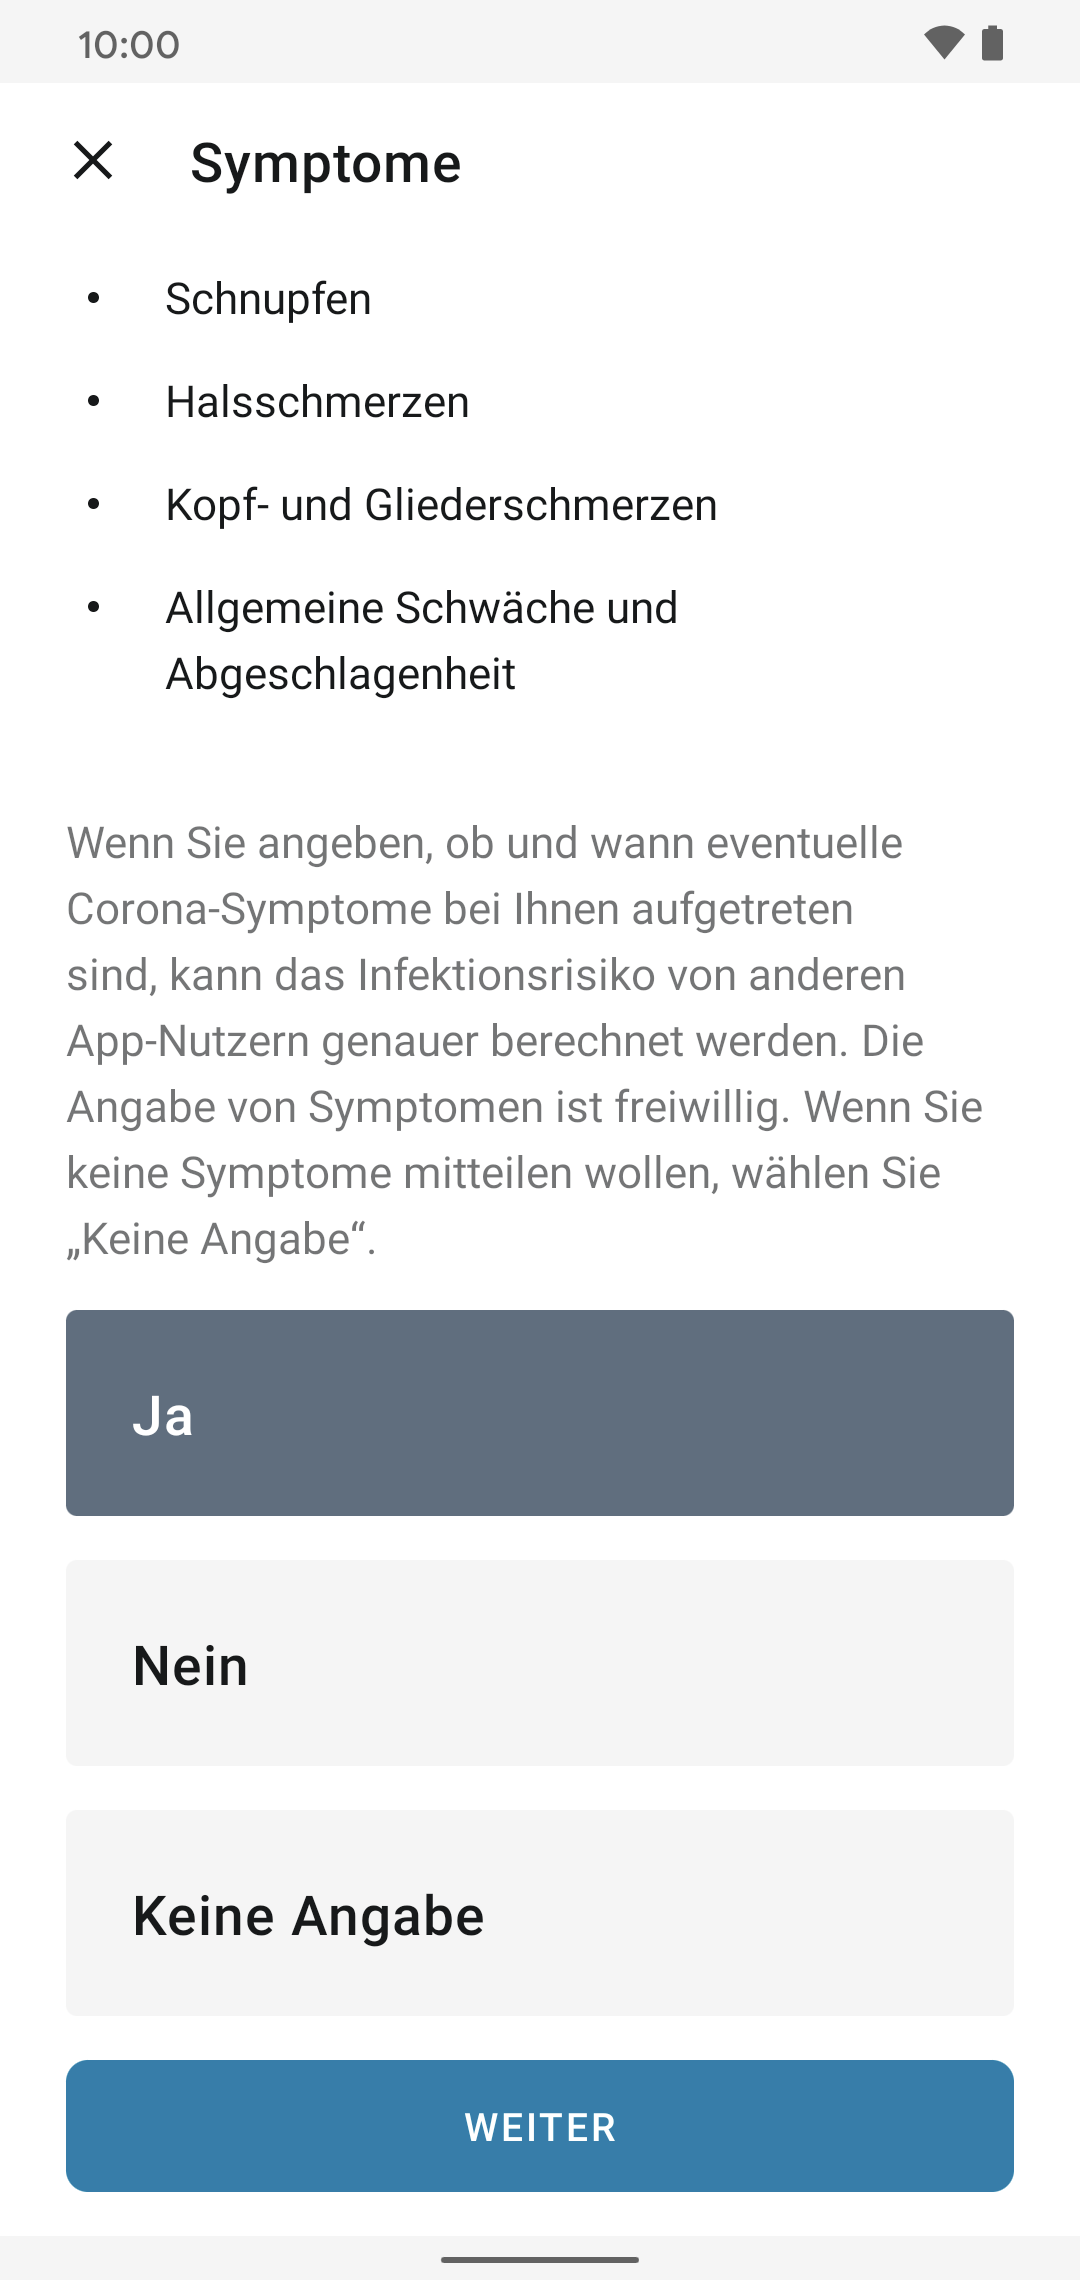 10:00
Symptome
• Schnupfen
• Halsschmerzen
• Kopf- und Gliederschmerzen
• Allgemeine Schwäche und
Abgeschlagenheit
Wenn Sie angeben, ob und wann eventuelle
Corona-Symptome bei Ihnen aufgetreten
sind, kann das Infektionsrisiko von anderen
App-Nutzern genauer berechnet werden. Die
Angabe von Symptomen ist freiwillig. Wenn Sie
keine Symptome mitteilen wollen, wählen Sie
„Keine Angabe“.
Ja
Nein
Keine Angabe
WEITER